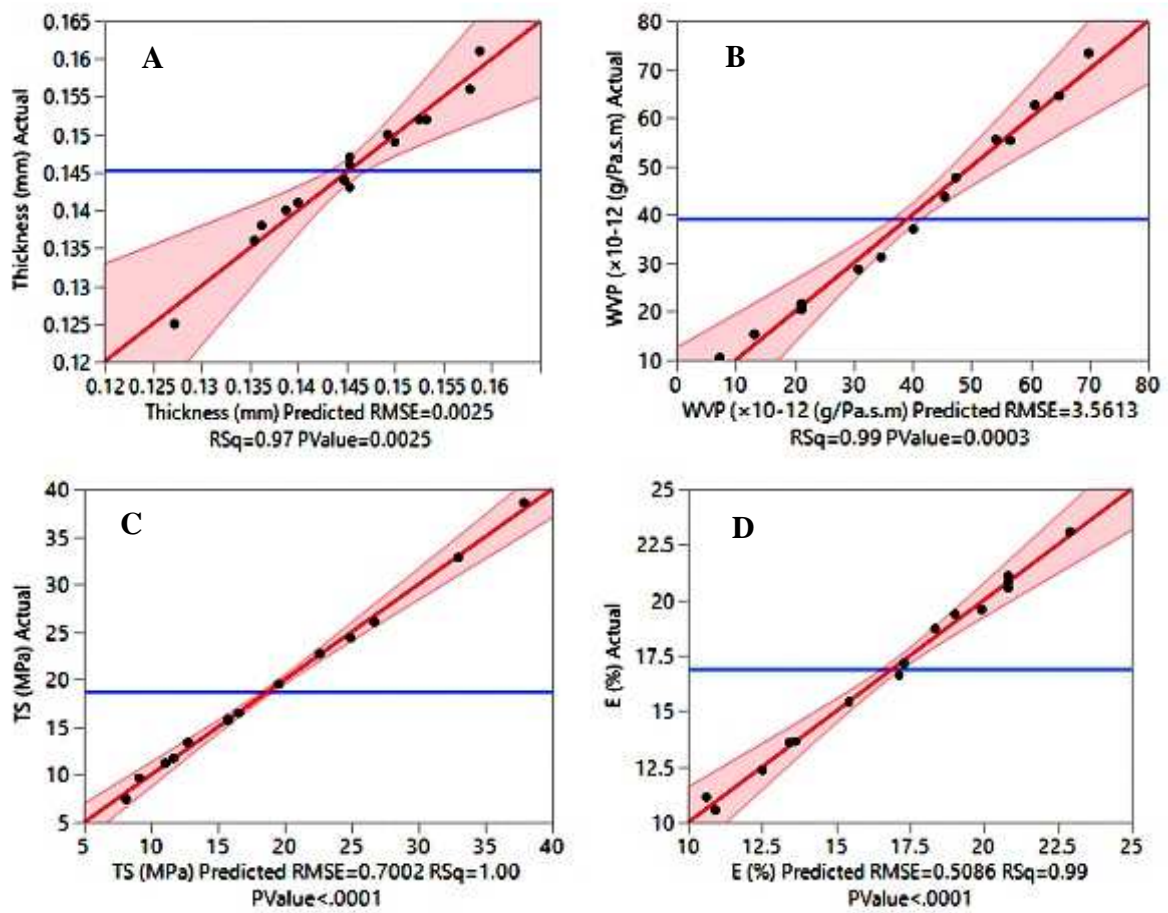 A
Thickness (mm) Actual
0.165
0.16
0.155
0.15
0.145
0.14
0.135
0.13
0.125
0.12
0.12 0.125 0.13 0.135 0.14 0.145 0.15 0.155 0.16
Thickness (mm) Predicted RMSE=0.0025
RSq=0.97 PValue=0.0025
B
WVP (×10-12 (g/Pa.s.m) Actual
80
70
60
50
40
30
20
10
0 10 20 30 40 50 60 70 80
WVP (×10-12 (g/Pa.s.m) Predicted RMSE=3.5613
RSq=0.99 PValue=0.0003
C
TS (MPa) Actual
40
35
30
25
20
15
10
5
5 10 15 20 25 30 35 40
TS (MPa) Predicted RMSE=0.7002 RSq=1.00
PValue<.0001
D
E (%) Actual
25
22.5
20
17.5
15
12.5
10
10 12.5 15 17.5 20 22.5 25
E (%) Predicted RMSE=0.5086 RSq=0.99
PValue<.0001